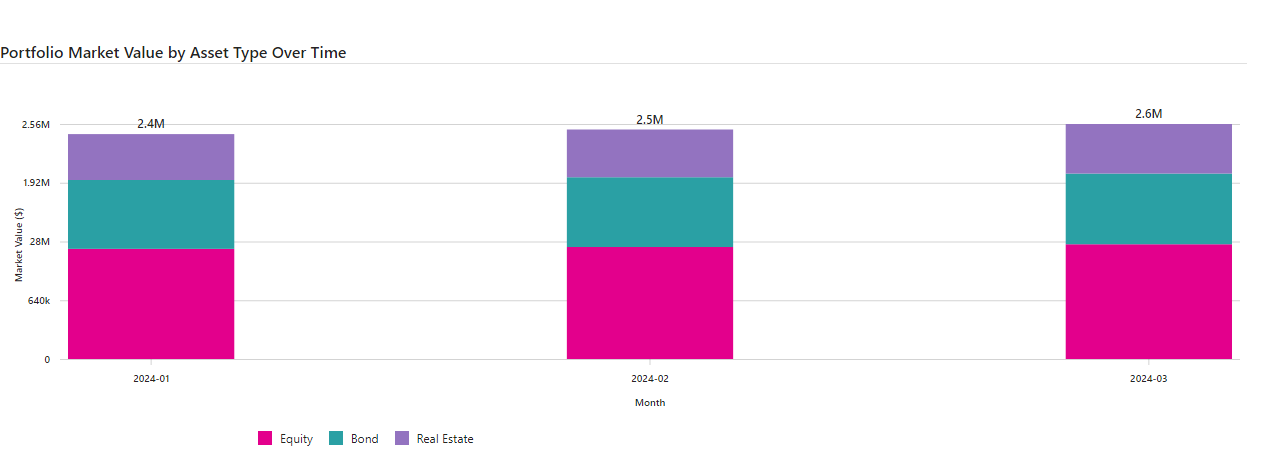 Portfolio Market Value by Asset Type Over Time
2.4M
2.5M
2.6M
2.56M
1.92M
28M
640k
0
Market Value ($)
2024-01
2024-02
2024-03
Month
Equity
Bond
Real Estate